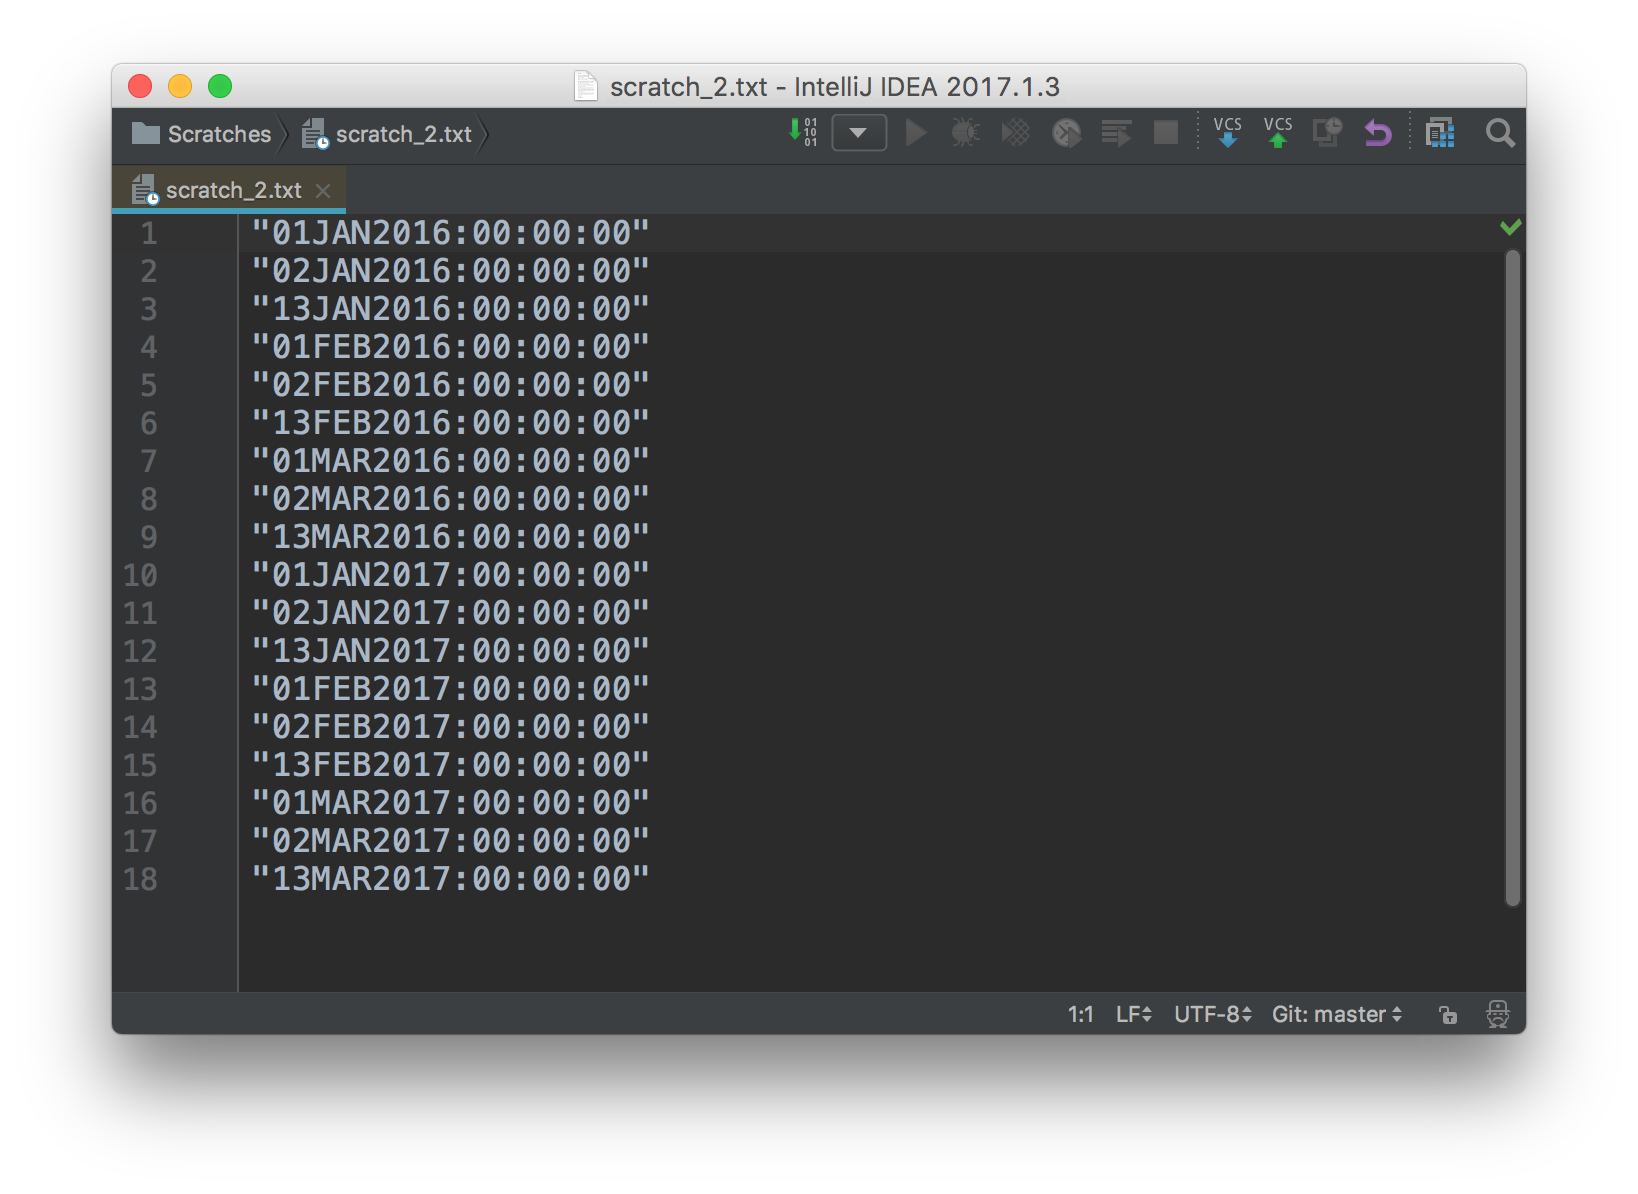 scratch_2.txt - IntelliJ IDEA 2017.1.3
Scratches scratch_2.txt 01 10 01 VCS VCS
scratch_2.txt
1 "01JAN2016:00:00:00"
2 "02JAN2016:00:00:00"
3 "13JAN2016:00:00:00"
4 "01FEB2016:00:00:00"
5 "02FEB2016:00:00:00"
6 "13FEB2016:00:00:00"
7 "01MAR2016:00:00:00"
8 "02MAR2016:00:00:00"
9 "13MAR2016:00:00:00"
10 "01JAN2017:00:00:00"
11 "02JAN2017:00:00:00"
12 "13JAN2017:00:00:00"
13 "01FEB2017:00:00:00"
14 "02FEB2017:00:00:00"
15 "13FEB2017:00:00:00"
16 "01MAR2017:00:00:00"
17 "02MAR2017:00:00:00"
18 "13MAR2017:00:00:00"
1:1 LF UTF-8 Git: master